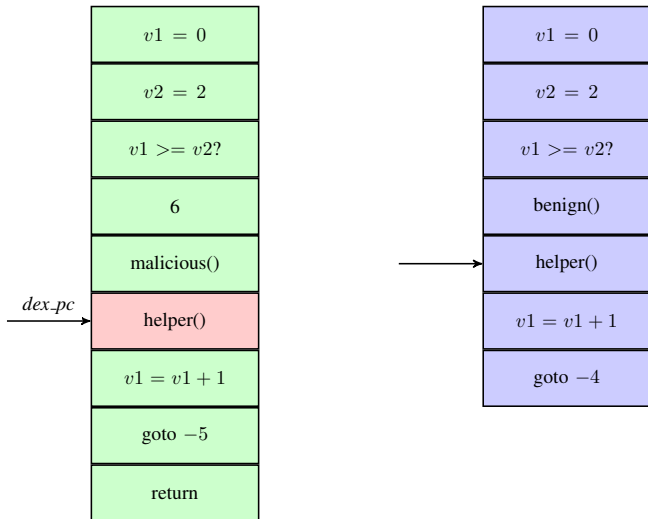 v1 = 0
v2 = 2
v1 >= v2?
6
malicious()
dex_pc
helper()
v1 = v1 + 1
goto −5
return
v1 = 0
v2 = 2
v1 >= v2?
benign()
helper()
v1 = v1 + 1
goto −4